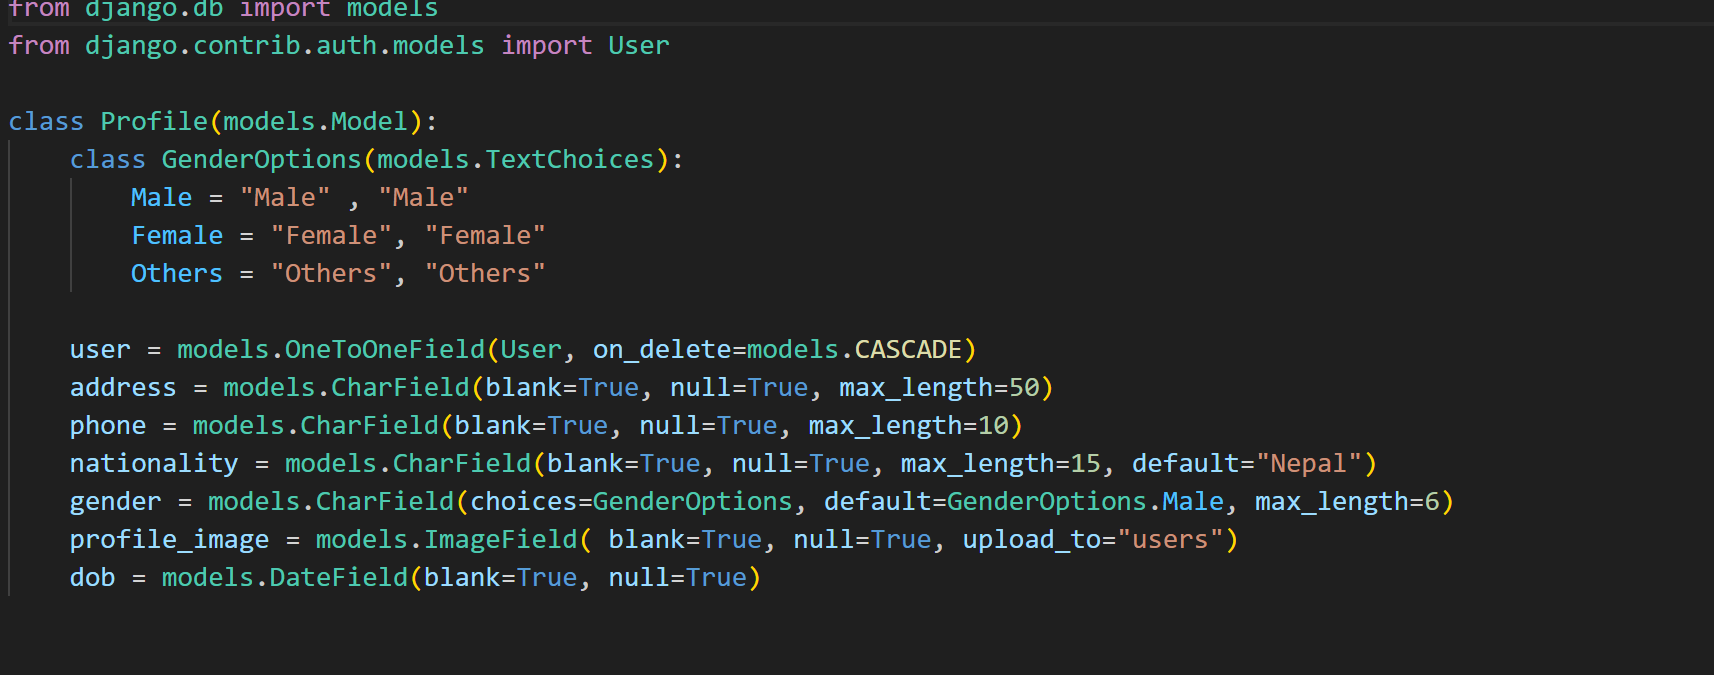 from django.db import models
from django.contrib.auth.models import User
class Profile(models.Model):
class GenderOptions(models.TextChoices):
Male = "Male" , "Male"
Female = "Female", "Female"
Others = "Others", "Others"
user = models.OneToOneField(User, on_delete=models.CASCADE)
address = models.CharField(blank=True, null=True, max_length=50)
phone = models.CharField(blank=True, null=True, max_length=10)
nationality = models.CharField(blank=True, null=True, max_length=15, default="Nepal")
gender = models.CharField(choices=GenderOptions, default=GenderOptions.Male, max_length=6)
profile_image = models.ImageField( blank=True, null=True, upload_to="users")
dob = models.DateField(blank=True, null=True)